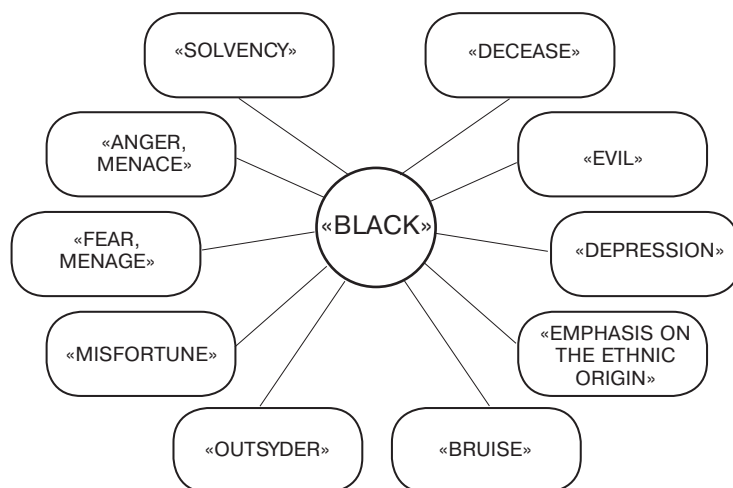 «SOLVENCY»
«DECEASE»
«ANGER,
MENACE»
«EVIL»
«BLACK»
«FEAR,
MENAGE»
«DEPRESSION»
«MISFORTUNE»
«EMPHASIS ON
THE ETHNIC
ORIGIN»
«OUTSYDER»
«BRUISE»